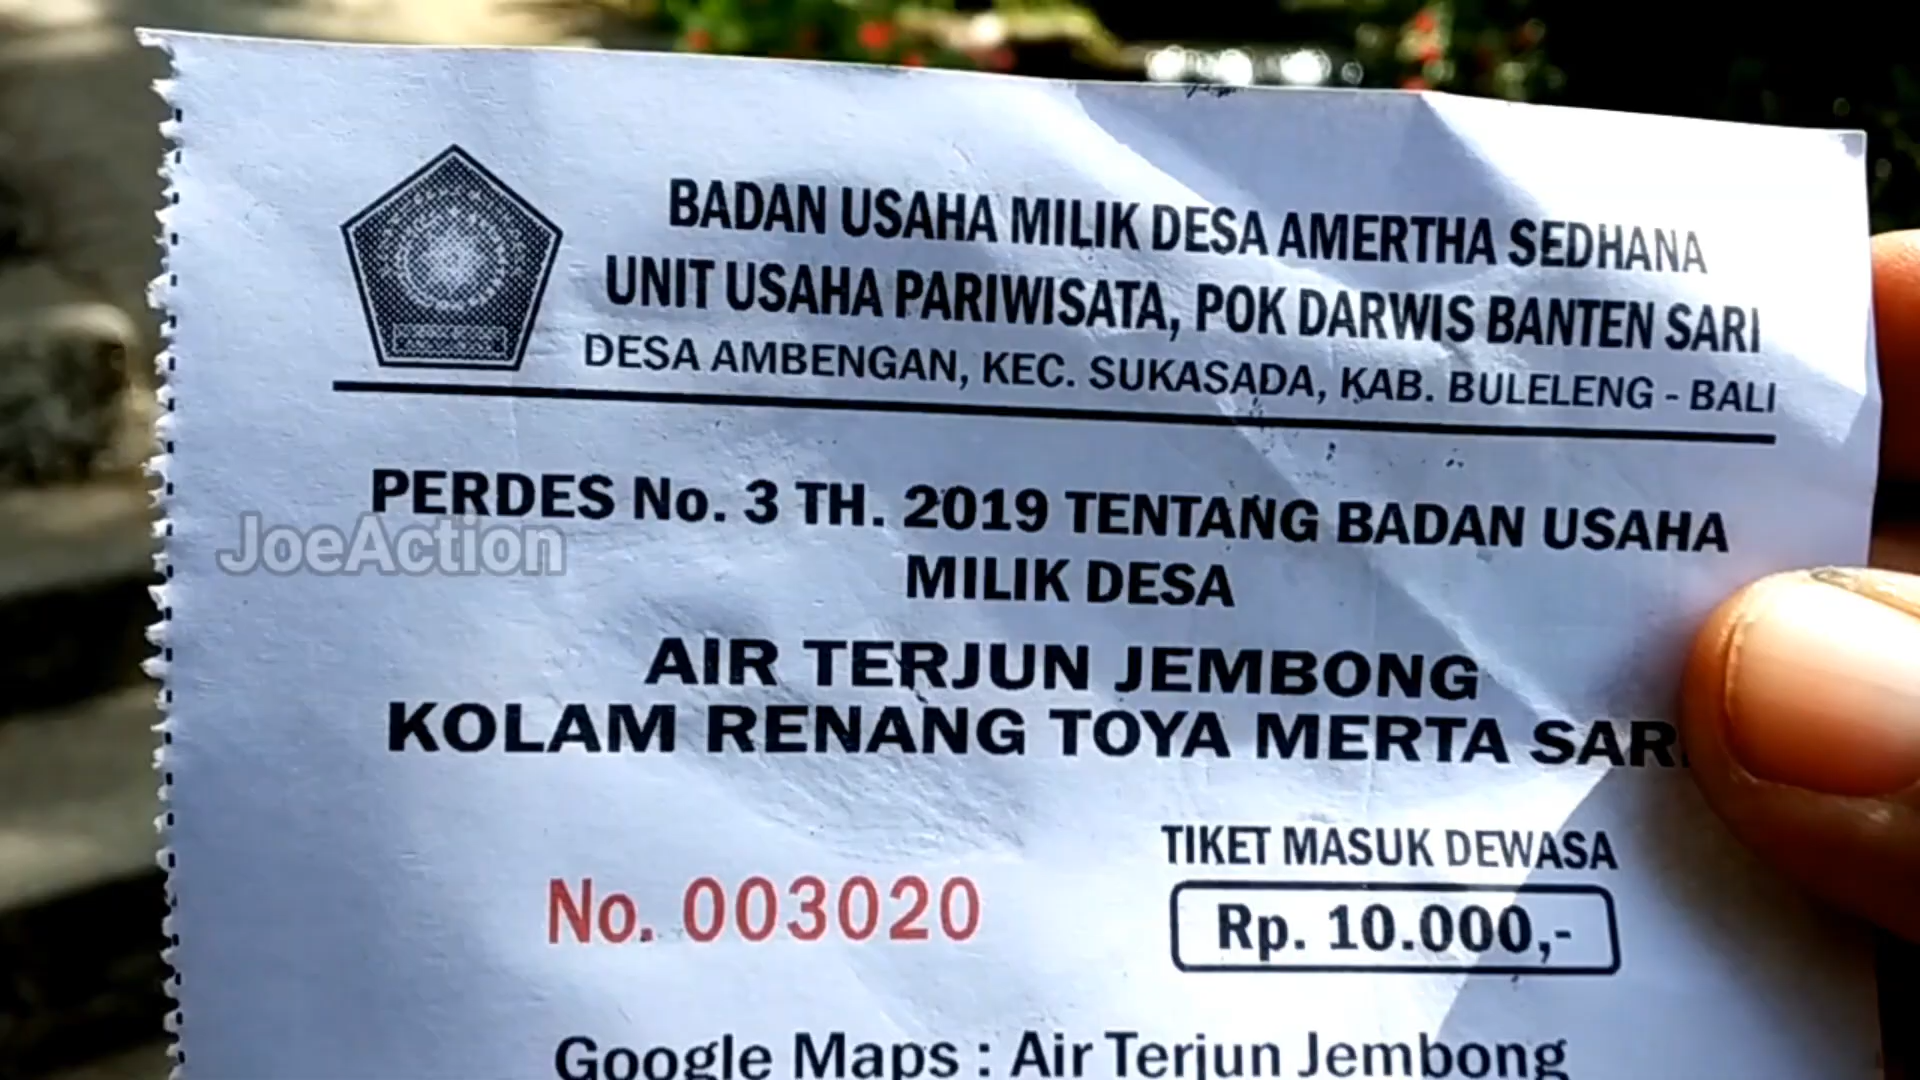 BADAN USAHA MILIK DESA AMERTHA SEDHANA
UNIT USAHA PARIWISATA, POK DARWIS BANTEN SARI
DESA AMBENGAN, KEC. SUKASADA, KAB. BULELENG - BALI
PERDES No. 3 TH. 2019 TENTANG BADAN USAHA
MILIK DESA
JoeAction
AIR TERJUN JEMBONG
KOLAM RENANG TOYA MERTA SARI
TIKET MASUK DEWASA
No. 003020
Rp. 10.000,-
Google Maps : Air Terjun Jembong